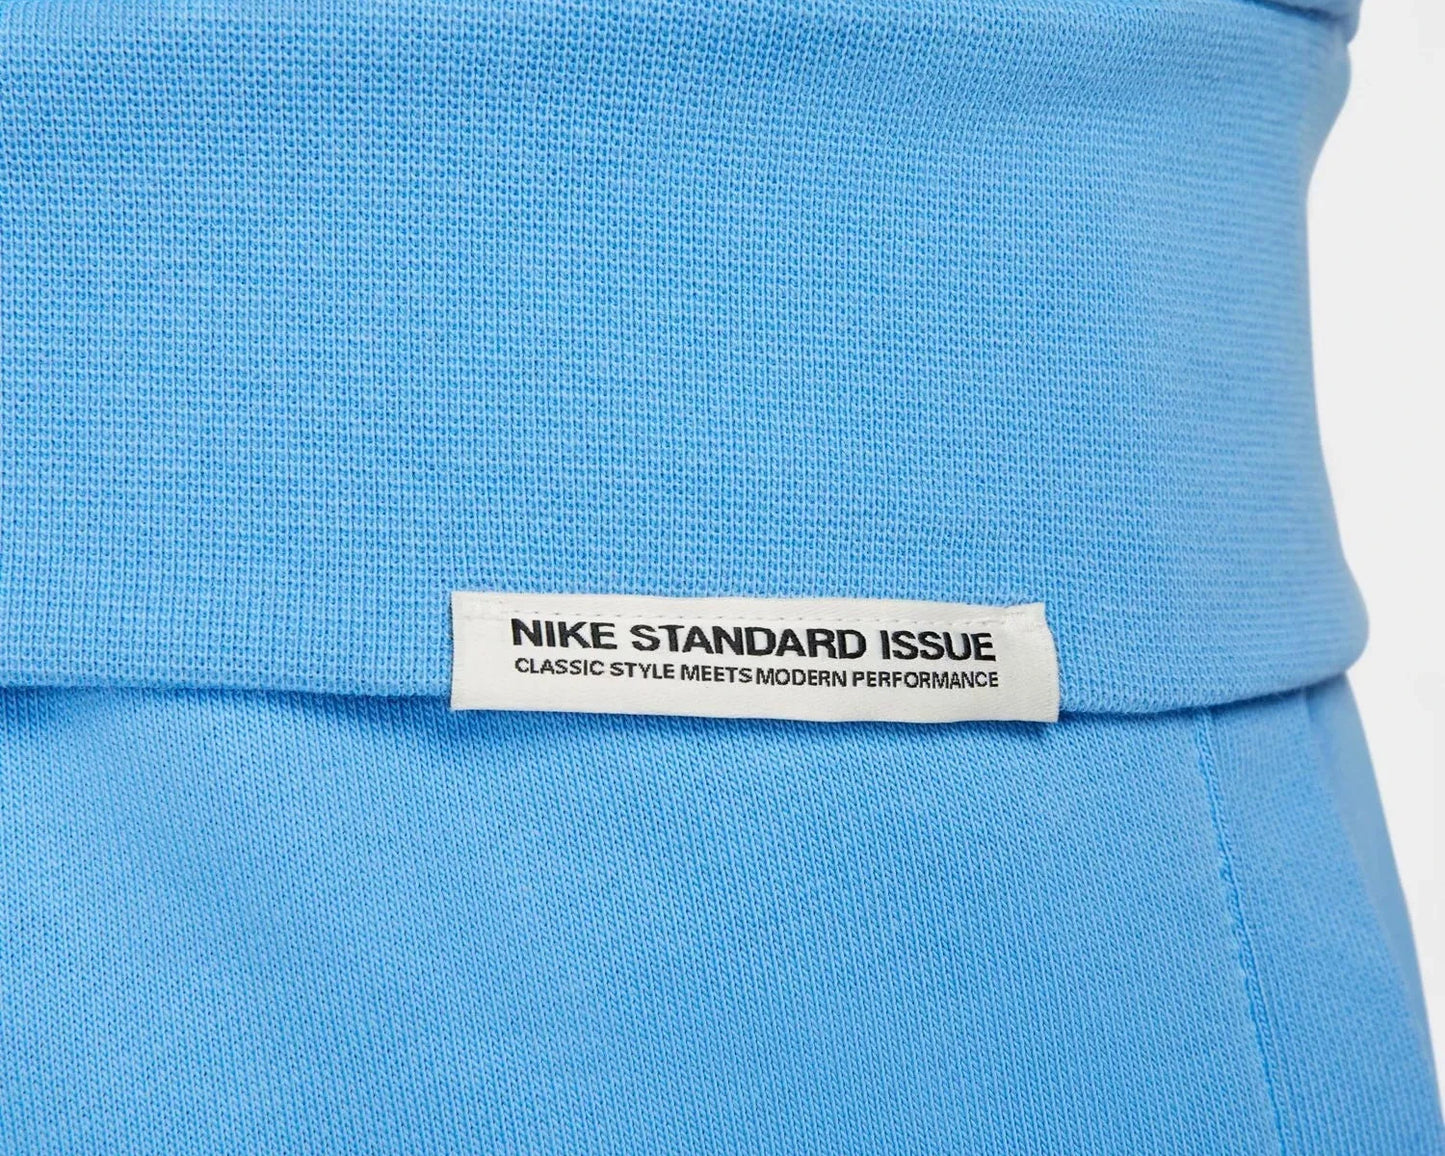 NIKE STANDARD ISSUE
CLASSIC STYLE MEETS MODERN PERFORMANCE